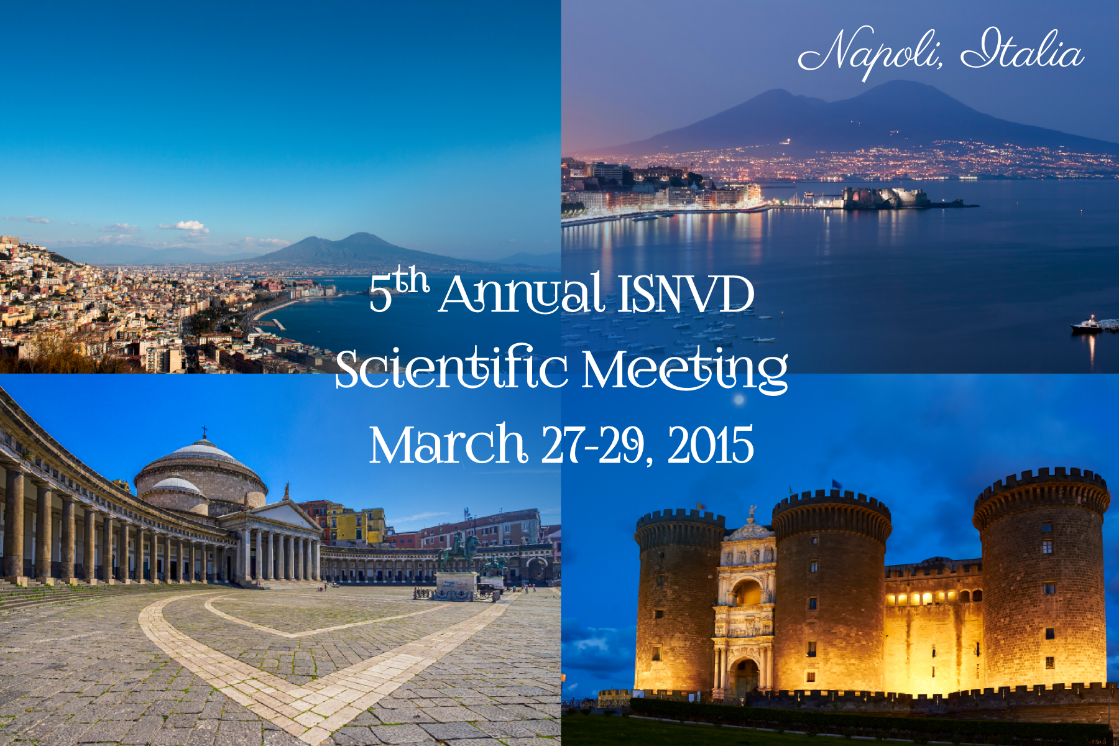 Napoli, Italia
5th Annual ISNVD
Scientific Meeting
March 27-29, 2015